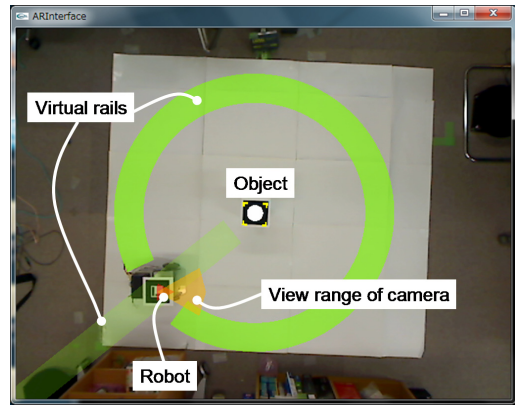 ARInterface
Virtual rails
Object
View range of camera
Robot